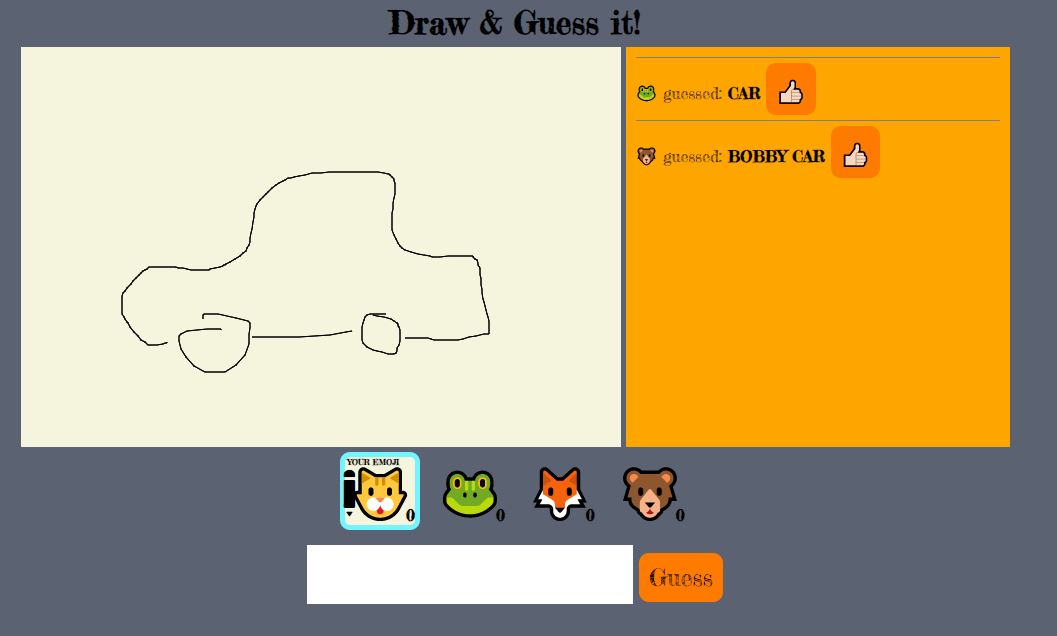 Draw & Guess it!
guessed: CAR
guessed: BOBBY CAR
YOUR EMOJI
0 0 0 0
Guess